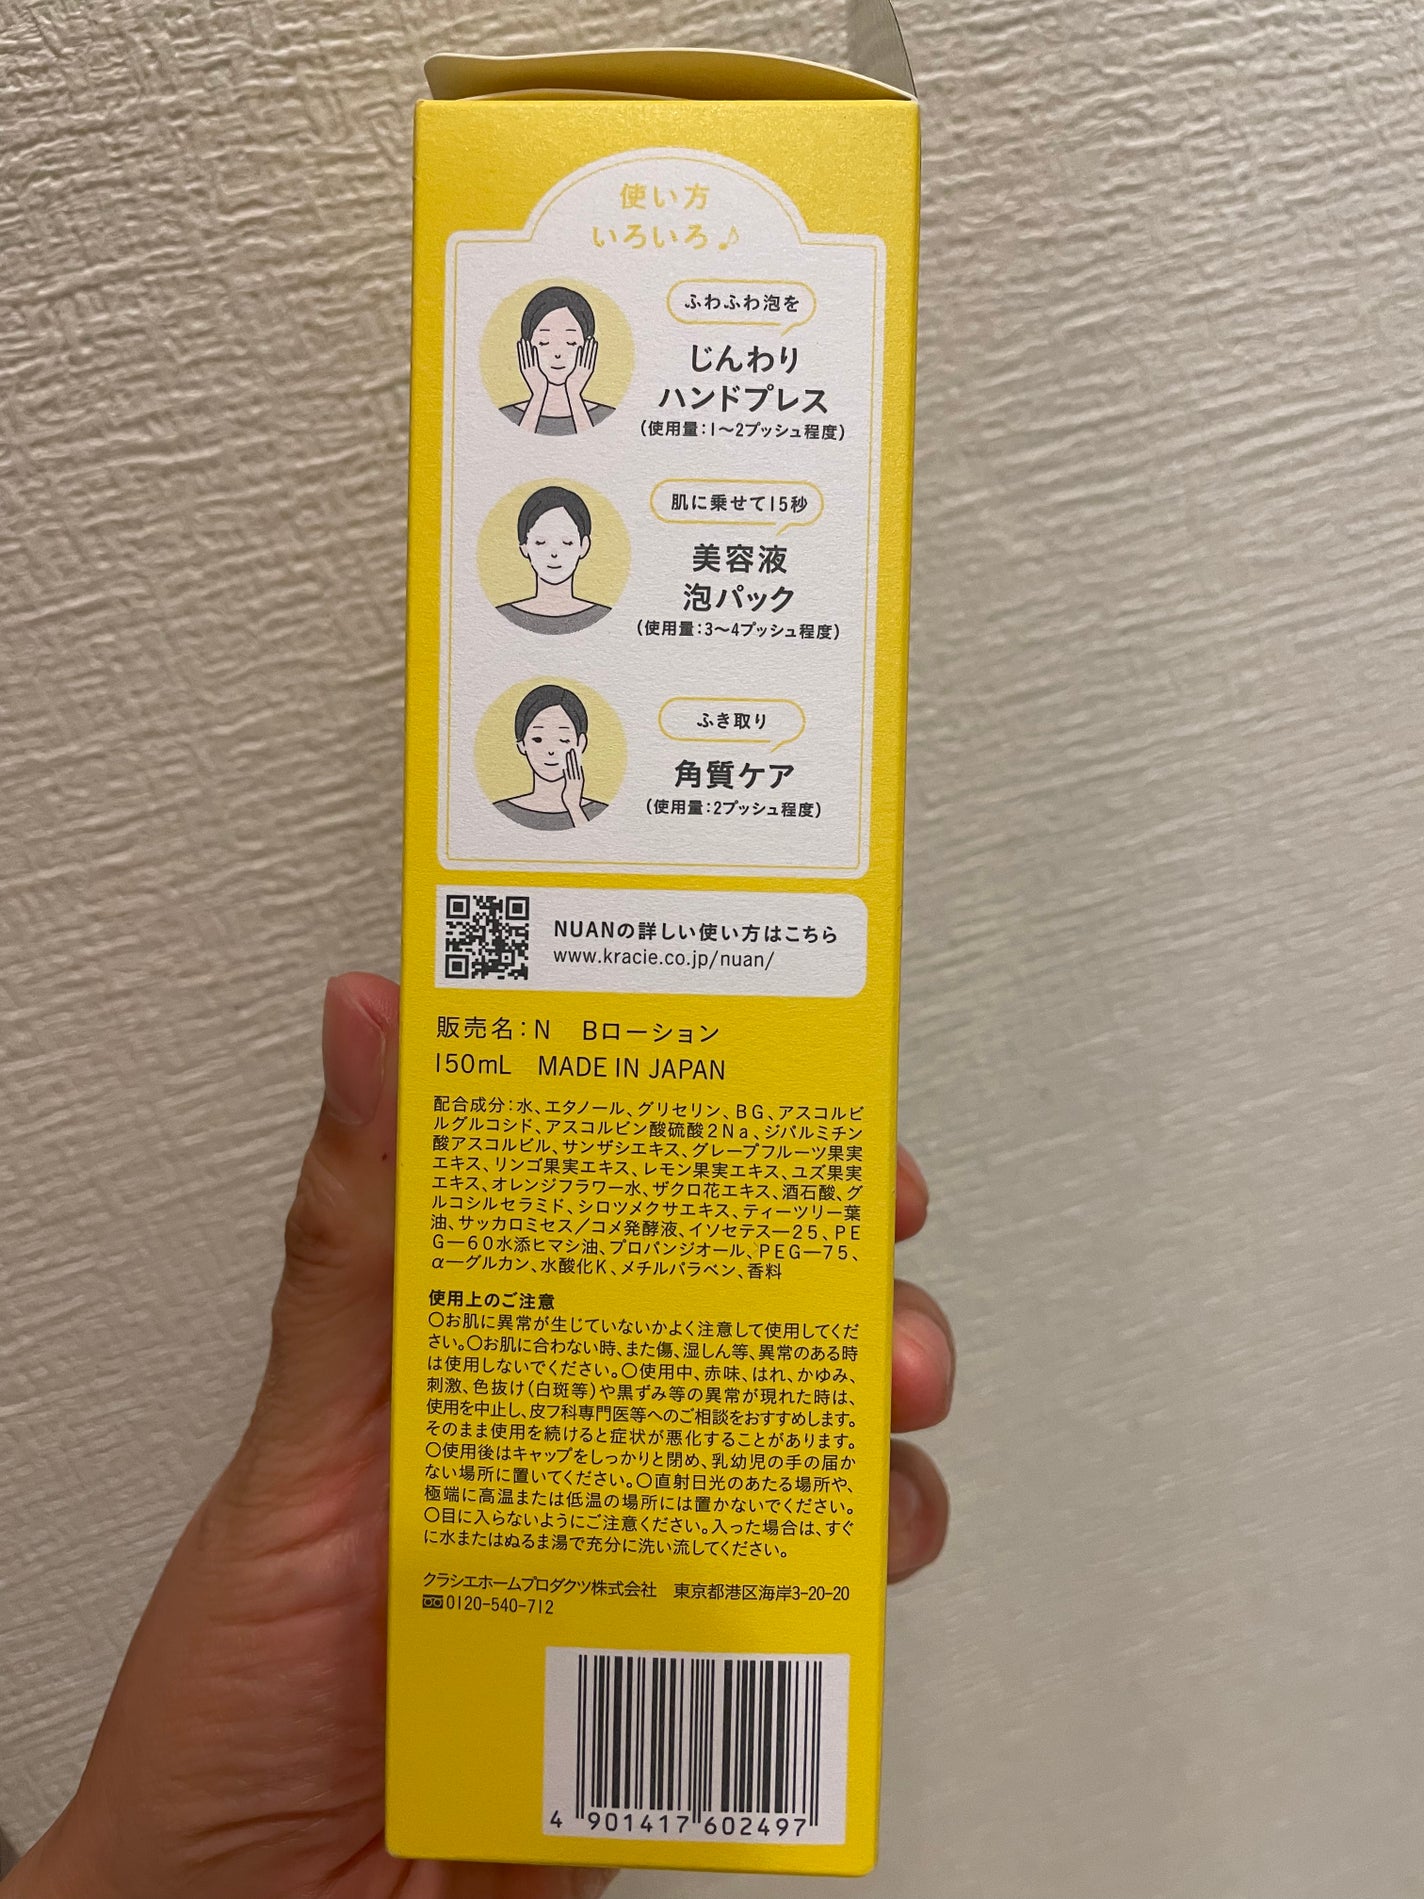 使い方
いろいろ♪
ふわふわ泡を
じんわり
ハンドプレス
(使用量:1〜2プッシュ程度)
肌に乗せて15秒
美容液
泡パック
(使用量:3〜4プッシュ程度)
ふき取り
角質ケア
(使用量:2プッシュ程度)
NUANの詳しい使い方はこちら
www.kracie.co.jp/nuan/
販売名:N Bローション
150mL MADE IN JAPAN
配合成分:水、エタノール、グリセリン、BG、アスコルビ
ルグルコシド、アスコルビン酸硫酸2Na、ジパルミチン
酸アスコルビル、サンザシエキス、グレープフルーツ果実
エキス、リンゴ果実エキス、レモン果実エキス、ユズ果実
エキス、オレンジフラワー水、ザクロ花エキス、酒石酸、グ
ルコシルセラミド、シロツメクサエキス、ティーツリー葉
油、サッカロミセス/コメ発酵液、イソセテス―25、PE
G―60水添ヒマシ油、プロパンジオール、PEG―75、
α―グルカン、水酸化K、メチルパラベン、香料
使用上のご注意
○お肌に異常が生じていないかよく注意して使用してくだ
さい。○お肌に合わない時、また傷、湿しん等、異常のある時
は使用しないでください。○使用中、赤味、はれ、かゆみ、
刺激、色抜け(白斑等)や黒ずみ等の異常が現れた時は、
使用を中止し、皮フ科専門医等へのご相談をおすすめします。
そのまま使用を続けると症状が悪化することがあります。
○使用後はキャップをしっかりと閉め、乳幼児の手の届か
ない場所に置いてください。○直射日光のあたる場所や、
極端に高温または低温の場所には置かないでください。
○目に入らないようにご注意ください。入った場合は、すぐ
に水またはぬるま湯で充分に洗い流してください。
クラシエホームプロダクツ株式会社 東京都港区海岸3-20-20
0120-540-712
4 901417 602497